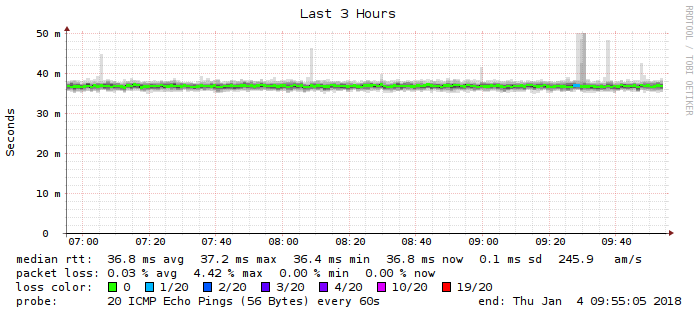 Last 3 Hours
RRDTOOL / TOBI OETIKER
Seconds
50 m
40 m
30 m
20 m
10 m
0
07:00 07:20 07:40 08:00 08:20 08:40 09:00 09:20 09:40
median rtt: 36.8 ms avg 37.2 ms max 36.4 ms min 36.8 ms now 0.1 ms sd 245.9 am/s
packet loss: 0.03 % avg 4.42 % max 0.00 % min 0.00 % now
loss color: 0 1/20 2/20 3/20 4/20 10/20 19/20
probe: 20 ICMP Echo Pings (56 Bytes) every 60s end: Thu Jan 4 09:55:05 2018